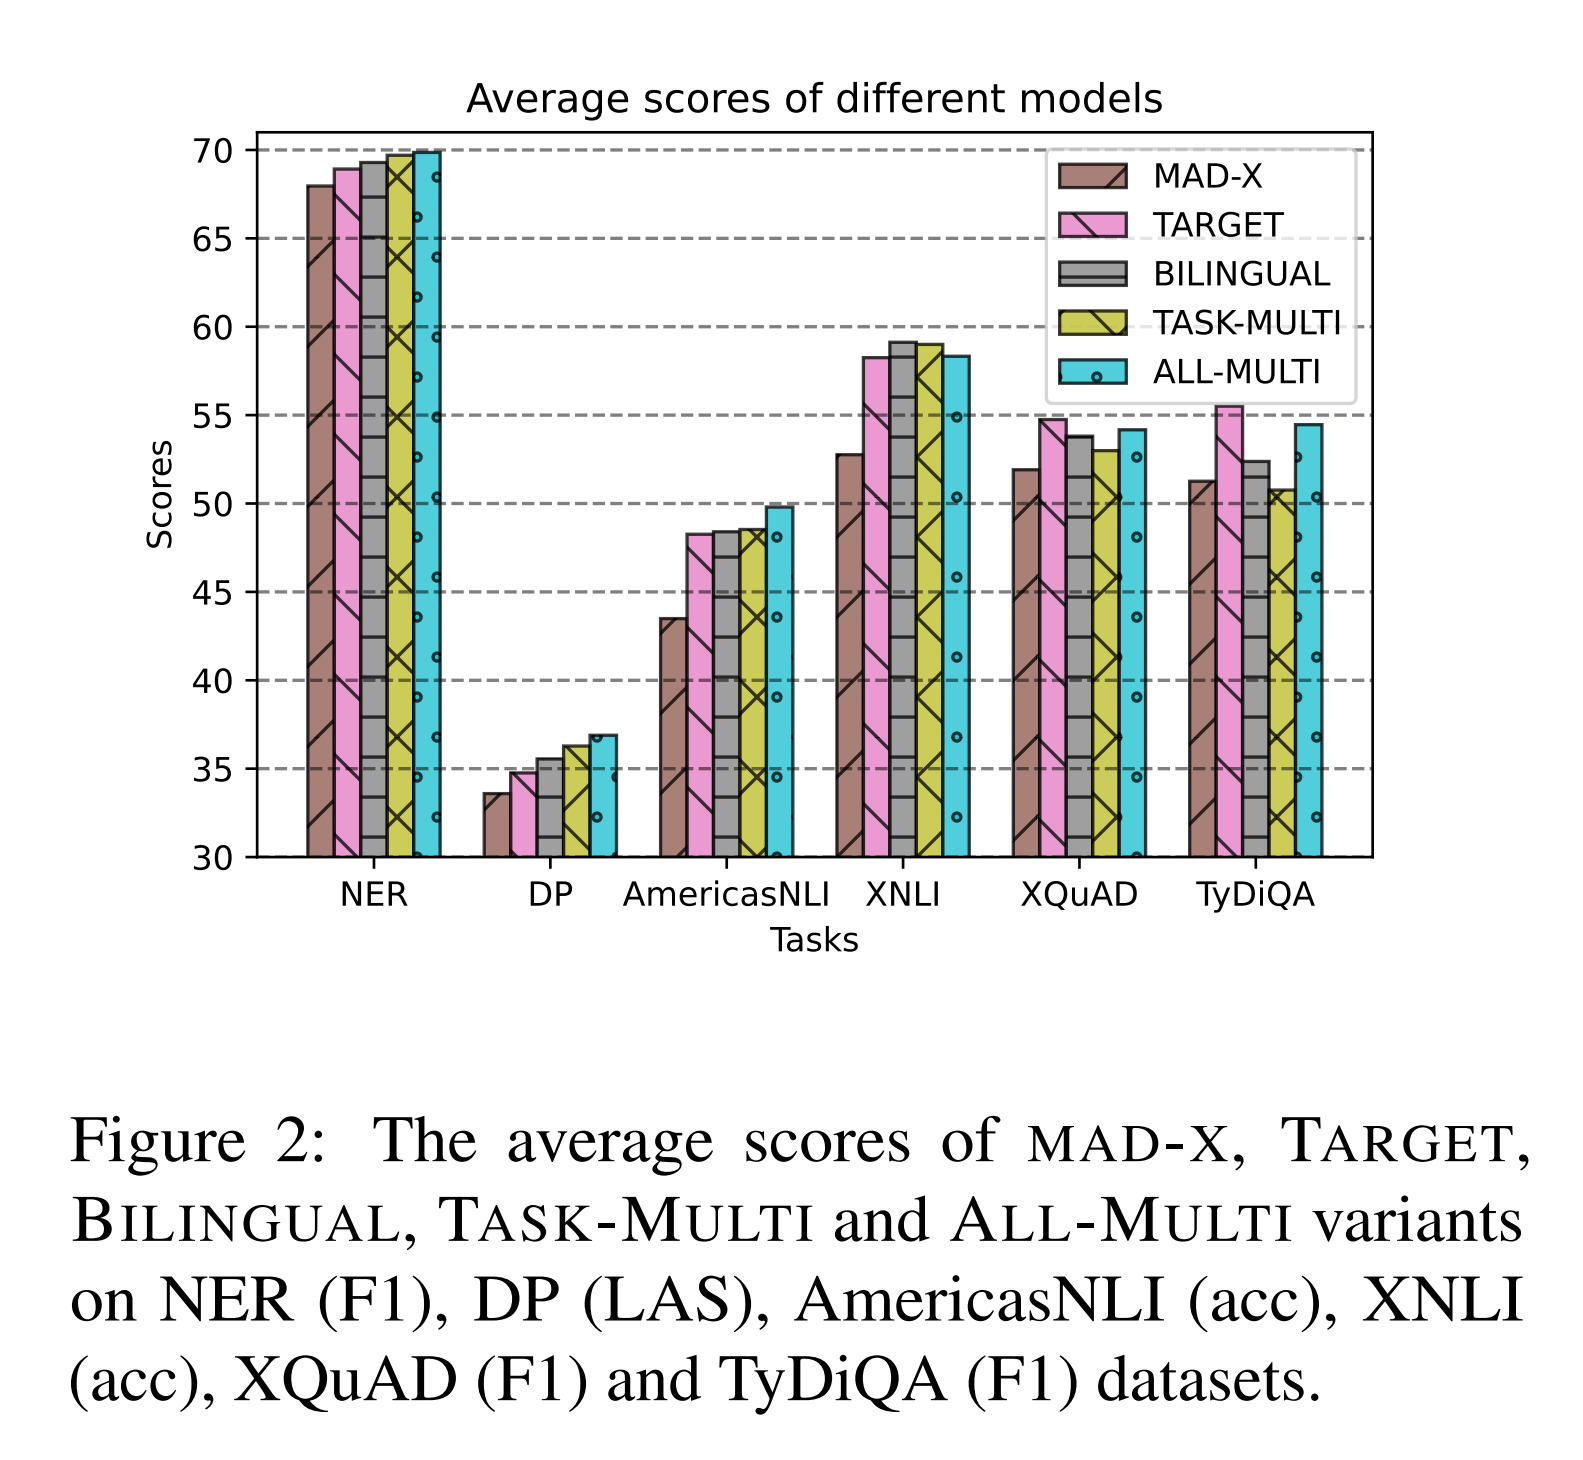 Average scores of different models
70
65
60
55
50
45
40
35
30
Scores
MAD-X
TARGET
BILINGUAL
TASK-MULTI
ALL-MULTI
NER DP AmericasNLI XNLI XQuAD TyDiQA
Tasks
Figure 2: The average scores of MAD-X, TARGET,
BILINGUAL, TASK-MULTI and ALL-MULTI variants
on NER (F1), DP (LAS), AmericasNLI (acc), XNLI
(acc), XQuAD (F1) and TyDiQA (F1) datasets.